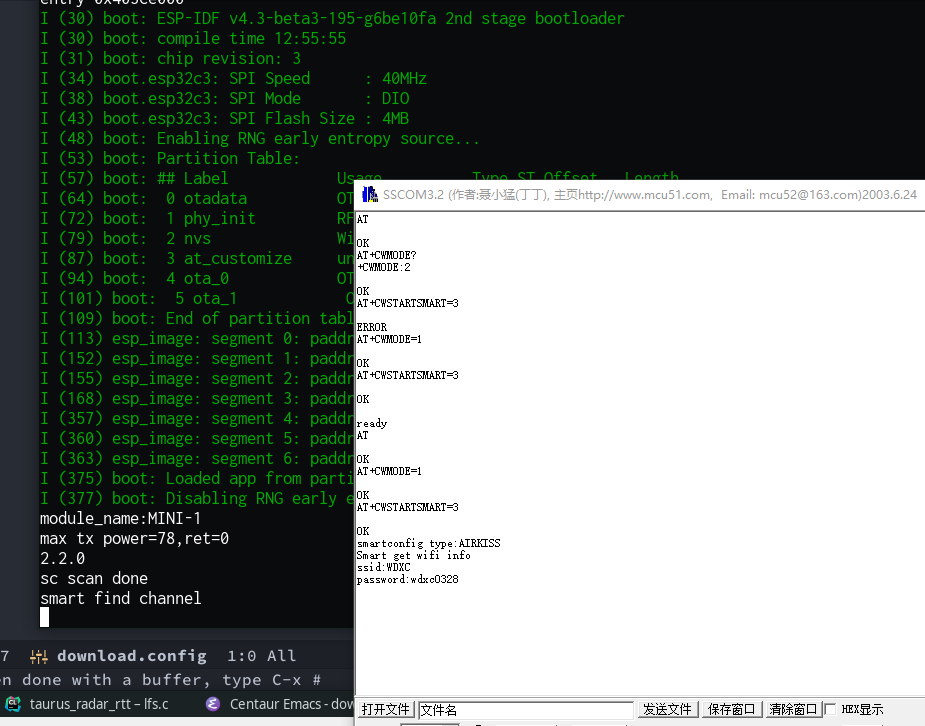 entry 0x403ce000
I (30) boot: ESP-IDF v4.3-beta3-195-g6be10fa 2nd stage bootloader
I (30) boot: compile time 12:55:55
I (31) boot: chip revision: 3
I (34) boot.esp32c3: SPI Speed      : 40MHz
I (38) boot.esp32c3: SPI Mode       : DIO
I (43) boot.esp32c3: SPI Flash Size : 4MB
I (48) boot: Enabling RNG early entropy source...
I (53) boot: Partition Table:
I (57) boot: ## Label            Usage          Type ST Offset   Length
I (64) boot:  0 otadata          OT
I (72) boot:  1 phy_init         RF
I (79) boot:  2 nvs              Wi
I (87) boot:  3 at_customize     un
I (94) boot:  4 ota_0            OT
I (101) boot:  5 ota_1            O
I (109) boot: End of partition tabl
I (113) esp_image: segment 0: paddr
I (152) esp_image: segment 1: paddr
I (155) esp_image: segment 2: paddr
I (168) esp_image: segment 3: paddr
I (357) esp_image: segment 4: paddr
I (360) esp_image: segment 5: paddr
I (363) esp_image: segment 6: paddr
I (375) boot: Loaded app from parti
I (377) boot: Disabling RNG early e
module_name:MINI-1
max tx power=78,ret=0
2.2.0
sc scan done
smart find channel
7 download.config 1:0 All
n done with a buffer, type C-x #
taurus_radar_rtt – lfs.c
Centaur Emacs - dow
SSCOM3.2 (作者:聂小猛(丁丁), 主页http://www.mcu51.com,  Email: mcu52@163.com)2003.6.24
AT
OK
AT+CWMODE?
+CWMODE:2
OK
AT+CWSTARTSMART=3
ERROR
AT+CWMODE=1
OK
AT+CWSTARTSMART=3
OK
ready
AT
OK
AT+CWMODE=1
OK
AT+CWSTARTSMART=3
OK
smartconfig type:AIRKISS
Smart get wifi info
ssid:WDXC
password:wdxc0328
打开文件 文件名 发送文件 保存窗口 清除窗口 HEX显示